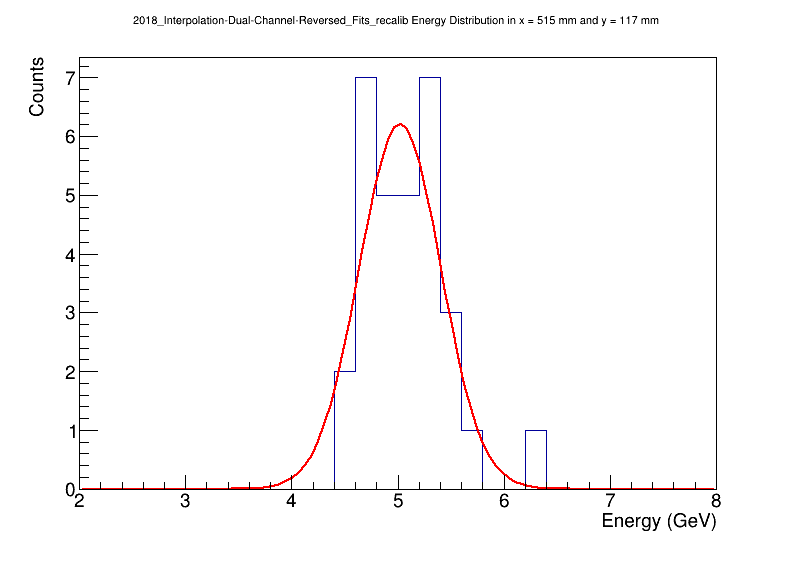 2018_Interpolation-Dual-Channel-Reversed_Fits_recalib Energy Distribution in x = 515 mm and y = 117 mm
Counts
7
6
5
4
3
2
1
0
2 3 4 5 6 7 8
Energy (GeV)